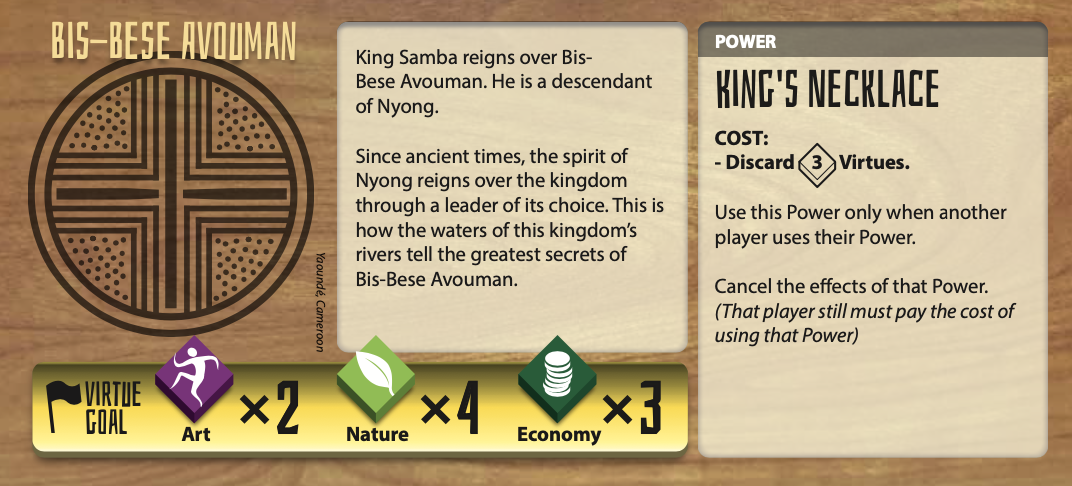 BIS-BESE AVOUMAN
Yaoundé, Cameroon
King Samba reigns over Bis-
Bese Avouman. He is a descendant
of Nyong.
Since ancient times, the spirit of
Nyong reigns over the kingdom
through a leader of its choice. This is
how the waters of this kingdom’s
rivers tell the greatest secrets of
Bis-Bese Avouman.
VIRTUE
GOAL
Art
×2
Nature
×4
Economy
×3
POWER
KING'S NECKLACE
COST:
- Discard 3 Virtues.
Use this Power only when another
player uses their Power.
Cancel the effects of that Power.
(That player still must pay the cost of
using that Power)